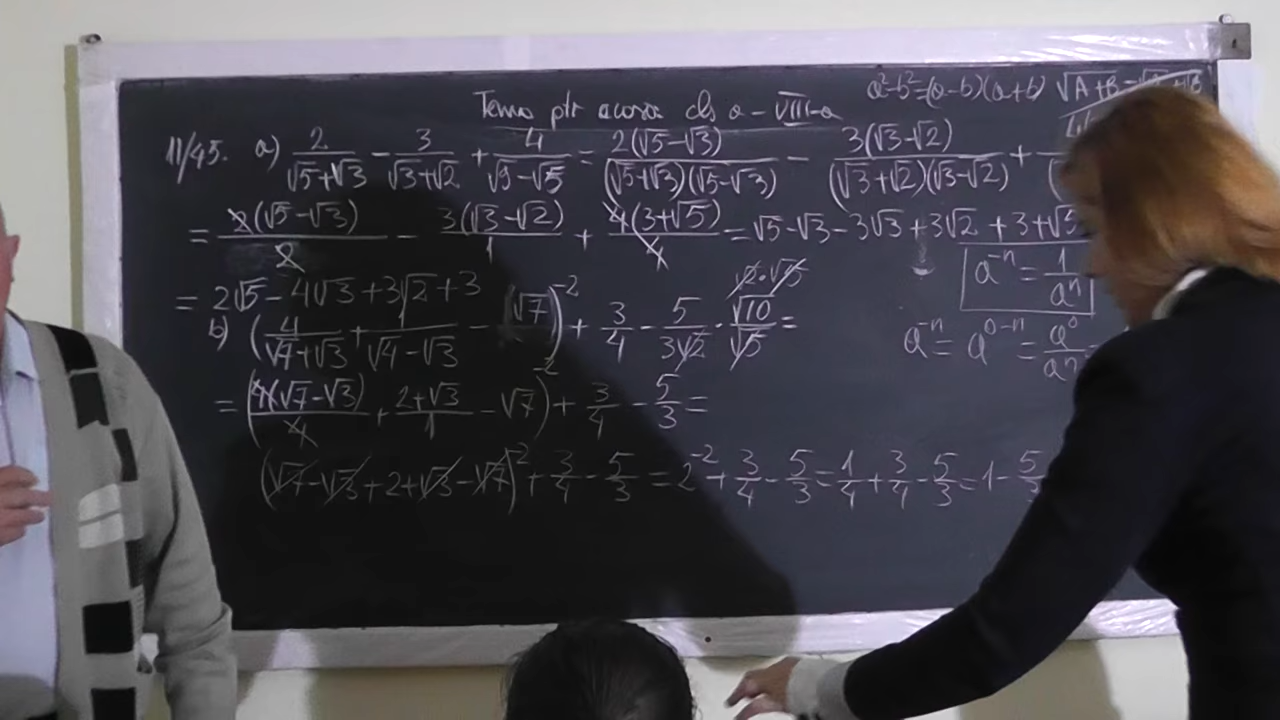 a²-b²=(a-b)(a+b) √A+B
Tema ptr acasa cls a-VIII-a
11/45. a) 2/(√5+√3) - 3/(√3+√2) + 4/(√9-√5) = 2(√5-√3)/((√5+√3)(√5-√3)) - 3(√3-√2)/((√3+√2)(√3-√2)) +
= 2(√5-√3)/2 - 3(√3-√2)/1 + 4(3+√5)/4 = √5-√3-3√3+3√2+3+√5
a⁻ⁿ = 1/aⁿ
= 2√5-4√3+3√2+3
√2·√5
b) (4/(√7+√3) + 1/(√4-√3) - √7)⁻² + 3/4 - 5/(3√2) · √10/√5 =
a⁻ⁿ = a⁰⁻ⁿ = a⁰/aⁿ =
= (4(√7-√3)/4 + (2+√3)/1 - √7)⁻² + 3/4 - 5/3 =
(√7-√3+2+√3-√7)⁻² + 3/4 - 5/3 = 2⁻² + 3/4 - 5/3 = 1/4 + 3/4 - 5/3 = 1 - 5/3